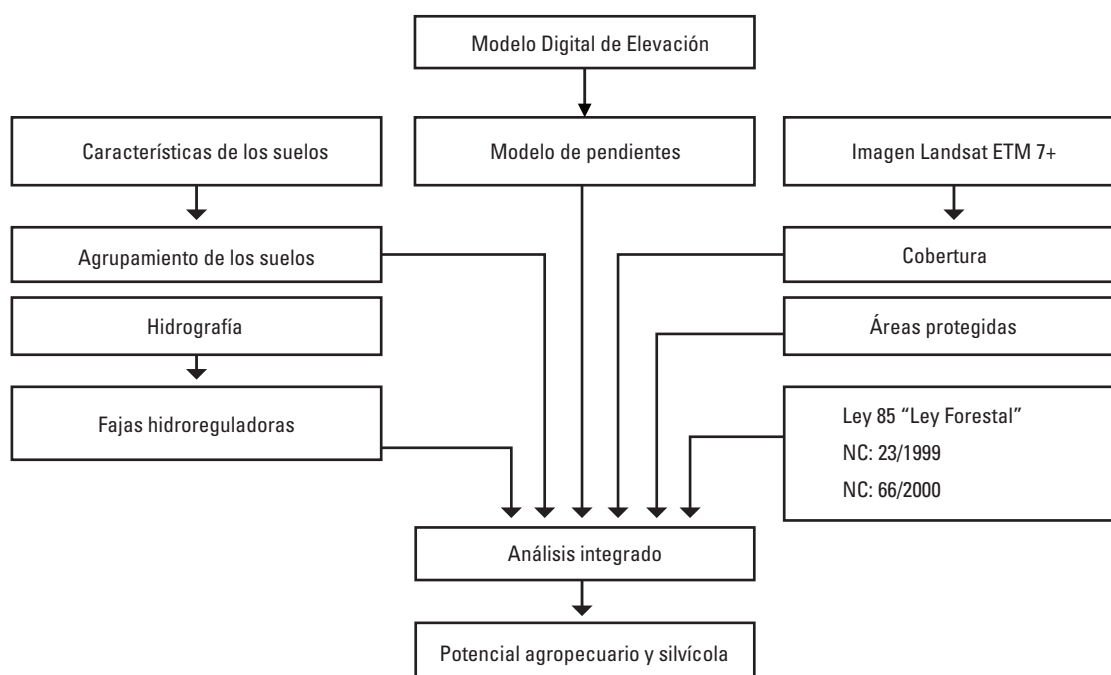 Modelo Digital de Elevación
Características de los suelos
Modelo de pendientes
Imagen Landsat ETM 7+
Agrupamiento de los suelos
Cobertura
Hidrografía
Áreas protegidas
Fajas hidroreguladoras
Ley 85 “Ley Forestal”
NC: 23/1999
NC: 66/2000
Análisis integrado
Potencial agropecuario y silvícola